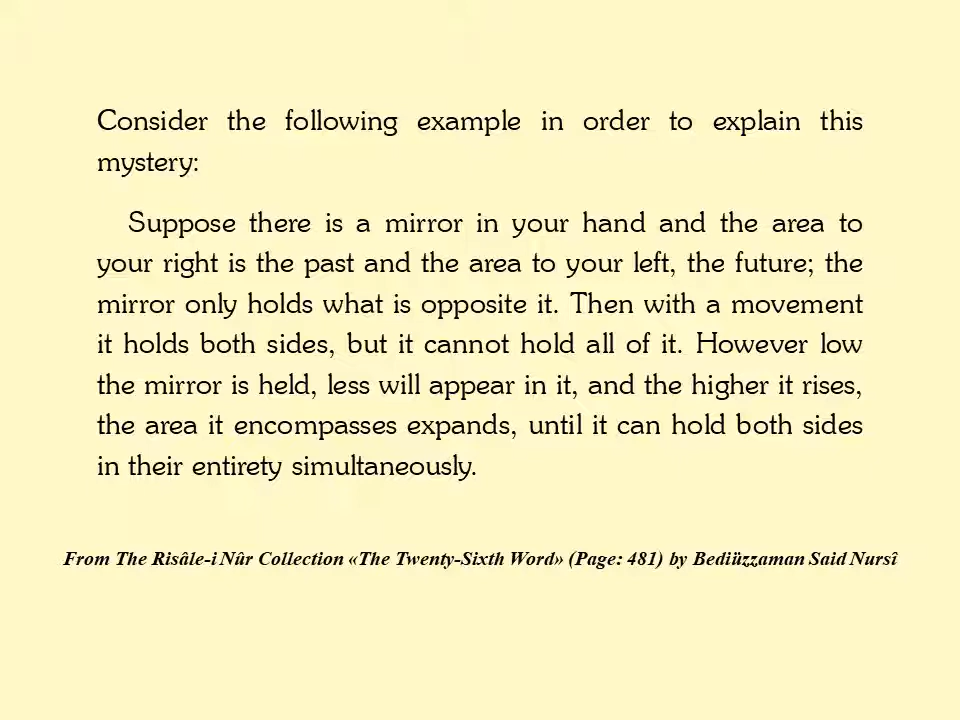 Consider the following example in order to explain this
mystery:
Suppose there is a mirror in your hand and the area to
your right is the past and the area to your left, the future; the
mirror only holds what is opposite it. Then with a movement
it holds both sides, but it cannot hold all of it. However low
the mirror is held, less will appear in it, and the higher it rises,
the area it encompasses expands, until it can hold both sides
in their entirety simultaneously.
From The Risâle-i Nûr Collection «The Twenty-Sixth Word» (Page: 481) by Bediüzzaman Said Nursî